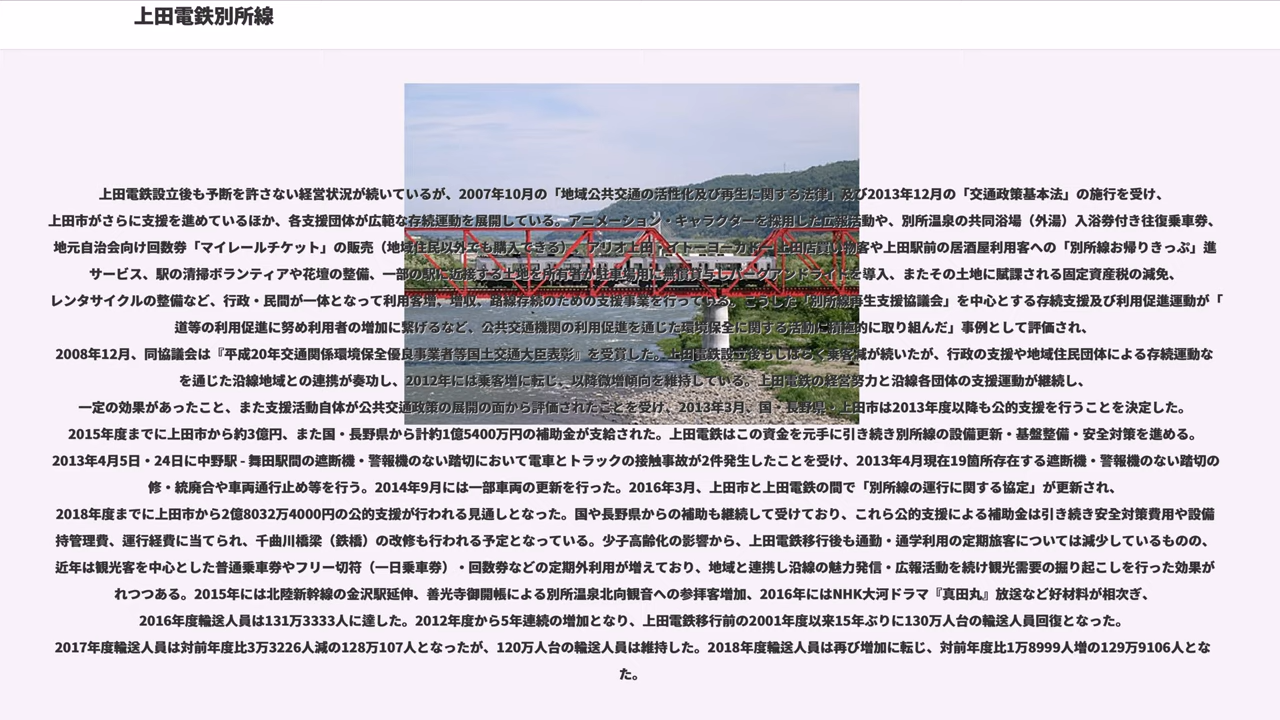 上田電鉄別所線
上田電鉄設立後も予断を許さない経営状況が続いているが、2007年10月の「地域公共交通の活性化及び再生に関する法律」及び2013年12月の「交通政策基本法」の施行を受け、
上田市がさらに支援を進めているほか、各支援団体が広範な存続運動を展開している。アニメーション・キャラクターを採用した広報活動や、別所温泉の共同浴場（外湯）入浴券付き往復乗車券、
地元自治会向け回数券「マイレールチケット」の販売（地域住民以外でも購入できる）、アリオ上田・イトーヨーカドー上田店買い物客や上田駅前の居酒屋利用客への「別所線お帰りきっぷ」進
サービス、駅の清掃ボランティアや花壇の整備、一部の駅に近接する土地を所有者が駐車場用に無償貸与しパークアンドライドを導入、またその土地に賦課される固定資産税の減免、
レンタサイクルの整備など、行政・民間が一体となって利用客増、増収、路線存続のための支援事業を行っている。こうした「別所線再生支援協議会」を中心とする存続支援及び利用促進運動が「
道等の利用促進に努め利用者の増加に繋げるなど、公共交通機関の利用促進を通じた環境保全に関する活動に積極的に取り組んだ」事例として評価され、
2008年12月、同協議会は『平成20年交通関係環境保全優良事業者等国土交通大臣表彰』を受賞した。上田電鉄設立後もしばらく乗客減が続いたが、行政の支援や地域住民団体による存続運動な
を通じた沿線地域との連携が奏功し、2012年には乗客増に転じ、以降微増傾向を維持している。上田電鉄の経営努力と沿線各団体の支援運動が継続し、
一定の効果があったこと、また支援活動自体が公共交通政策の展開の面から評価されたことを受け、2013年3月、国・長野県・上田市は2013年度以降も公的支援を行うことを決定した。
2015年度までに上田市から約3億円、また国・長野県から計約1億5400万円の補助金が支給された。上田電鉄はこの資金を元手に引き続き別所線の設備更新・基盤整備・安全対策を進める。
2013年4月5日・24日に中野駅 - 舞田駅間の遮断機・警報機のない踏切において電車とトラックの接触事故が2件発生したことを受け、2013年4月現在19箇所存在する遮断機・警報機のない踏切の
修・統廃合や車両通行止め等を行う。2014年9月には一部車両の更新を行った。2016年3月、上田市と上田電鉄の間で「別所線の運行に関する協定」が更新され、
2018年度までに上田市から2億8032万4000円の公的支援が行われる見通しとなった。国や長野県からの補助も継続して受けており、これら公的支援による補助金は引き続き安全対策費用や設備
持管理費、運行経費に当てられ、千曲川橋梁（鉄橋）の改修も行われる予定となっている。少子高齢化の影響から、上田電鉄移行後も通勤・通学利用の定期旅客については減少しているものの、
近年は観光客を中心とした普通乗車券やフリー切符（一日乗車券）・回数券などの定期外利用が増えており、地域と連携し沿線の魅力発信・広報活動を続け観光需要の掘り起こしを行った効果が
れつつある。2015年には北陸新幹線の金沢駅延伸、善光寺御開帳による別所温泉北向観音への参拝客増加、2016年にはNHK大河ドラマ『真田丸』放送など好材料が相次ぎ、
2016年度輸送人員は131万3333人に達した。2012年度から5年連続の増加となり、上田電鉄移行前の2001年度以来15年ぶりに130万人台の輸送人員回復となった。
2017年度輸送人員は対前年度比3万3226人減の128万107人となったが、120万人台の輸送人員は維持した。2018年度輸送人員は再び増加に転じ、対前年度比1万8999人増の129万9106人とな
た。